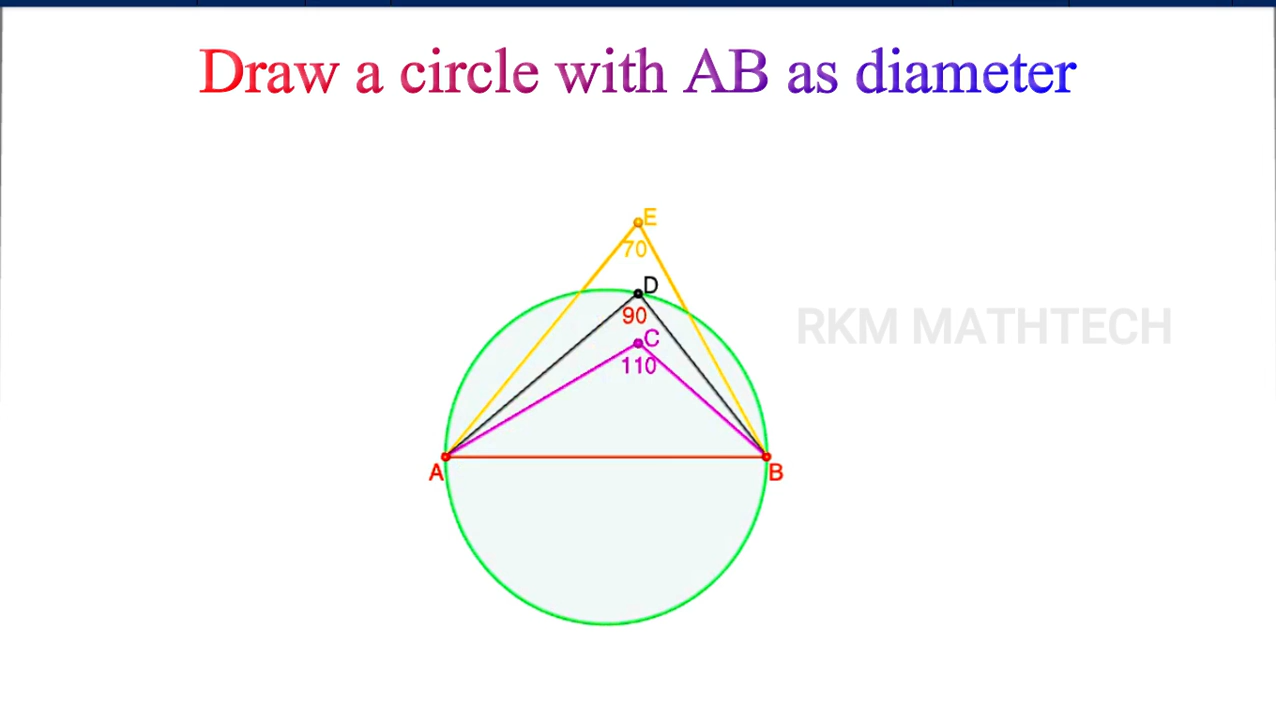 Draw a circle with AB as diameter
E
70
D
90
RKM MATHTECH
C
110
A
B